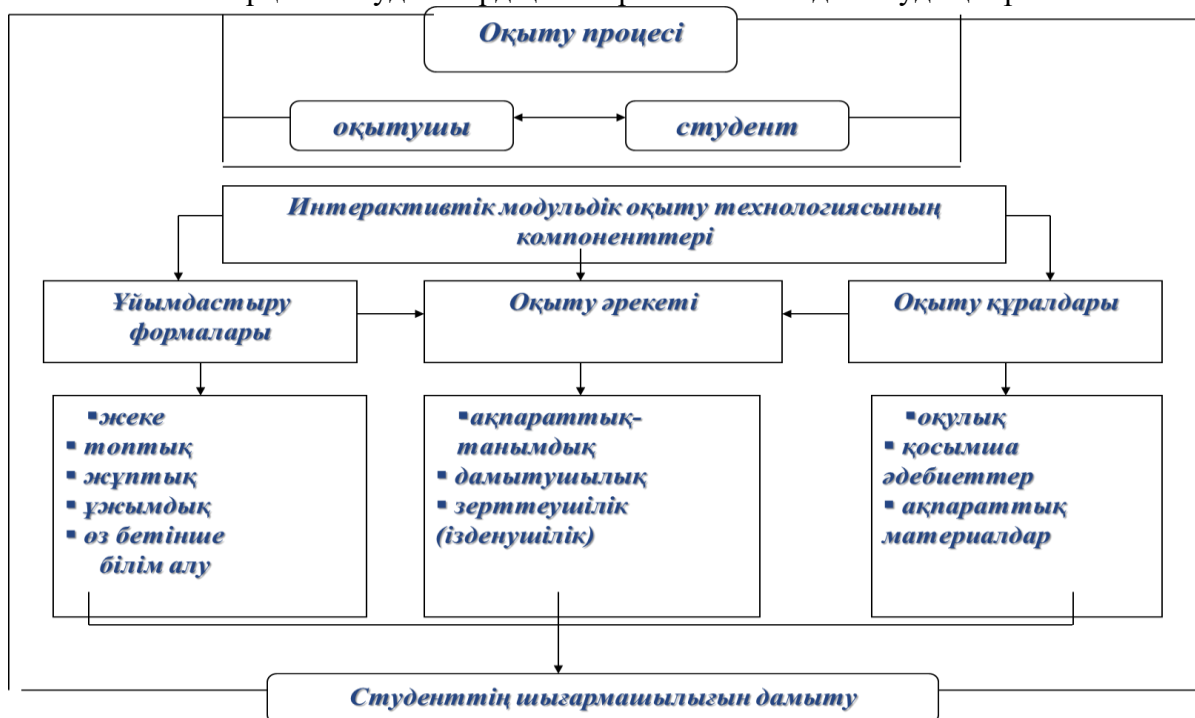 Оқыту процесі
оқытушы
студент
Интерактивтік модульдік оқыту технологиясының
компоненттері
Ұйымдастыру
формалары
Оқыту әрекеті
Оқыту құралдары
▪жеке
▪ топтық
▪ жұптық
▪ ұжымдық
▪ өз бетінше
білім алу
▪ақпараттық-
танымдық
▪ дамытушылық
▪ зерттеушілік
(ізденушілік)
▪оқулық
▪ қосымша
әдебиеттер
▪ ақпараттық
материалдар
Студенттің шығармашылығын дамыту